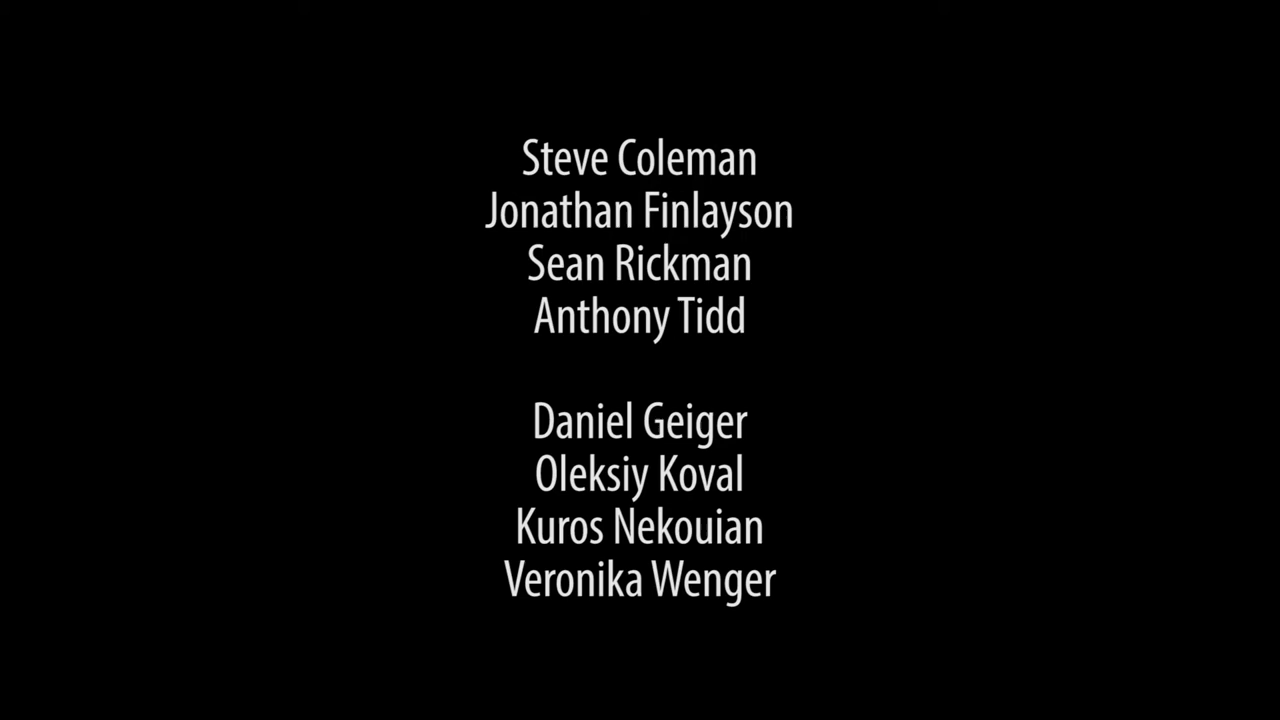 Steve Coleman
Jonathan Finlayson
Sean Rickman
Anthony Tidd
Daniel Geiger
Oleksiy Koval
Kuros Nekouian
Veronika Wenger